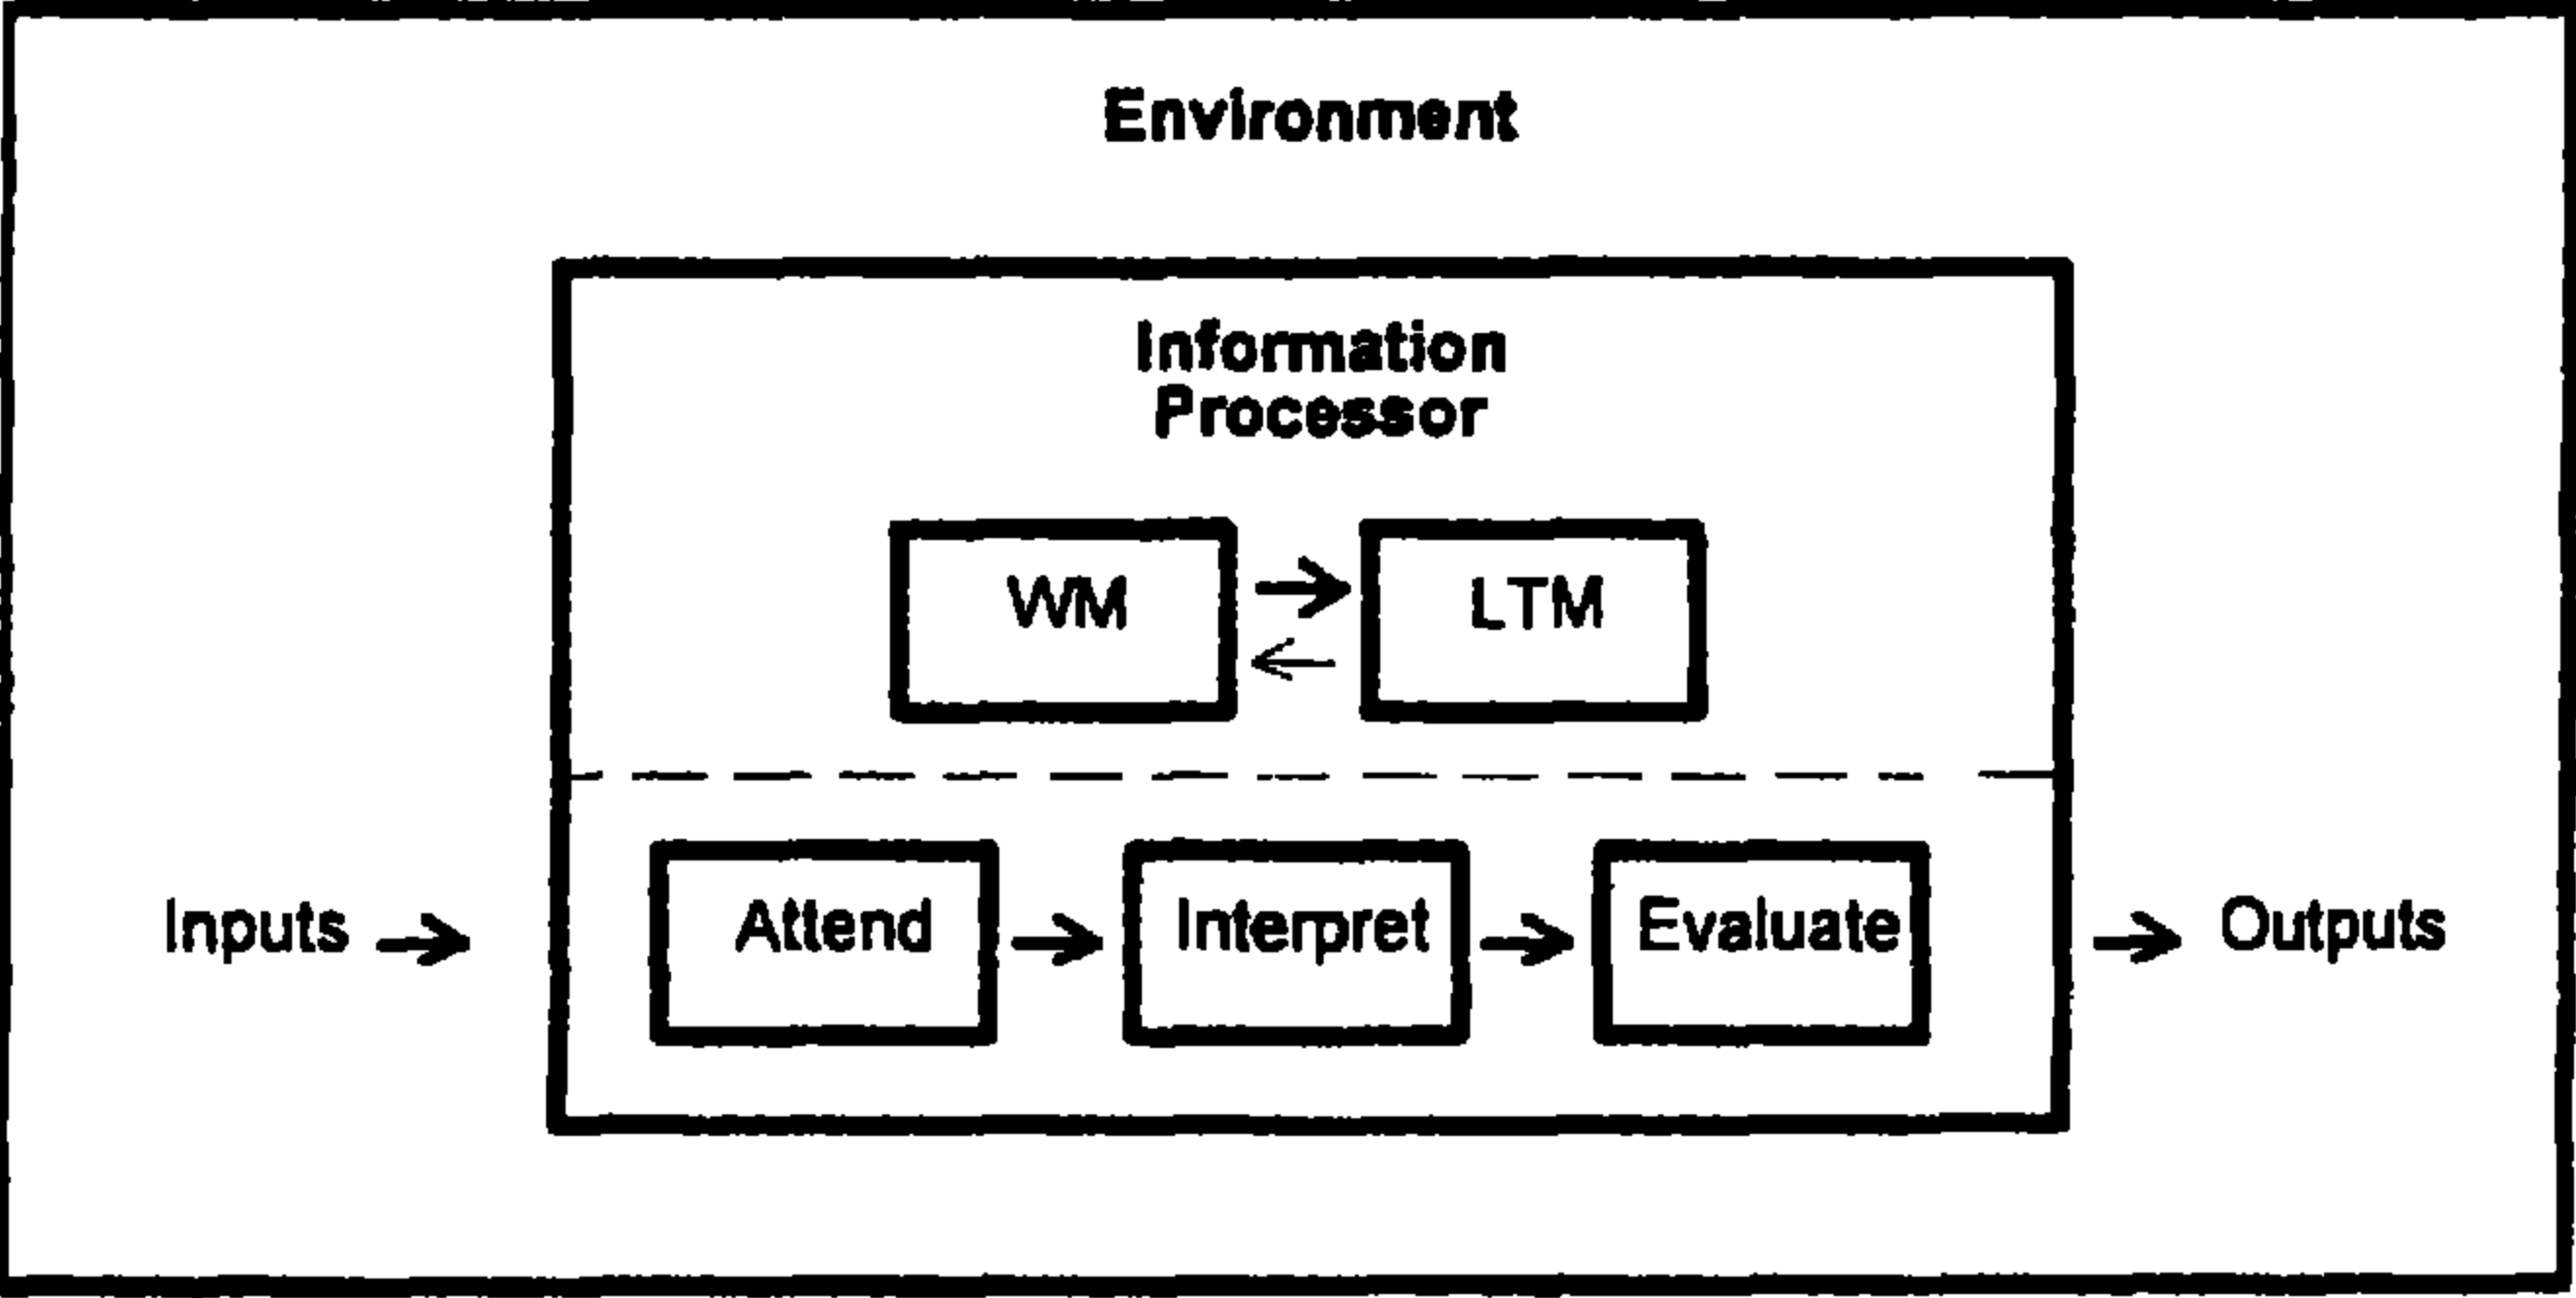 Environment
Information
Processor
WM
LTM
Inputs
Attend
Interpret
Evaluate
Outputs